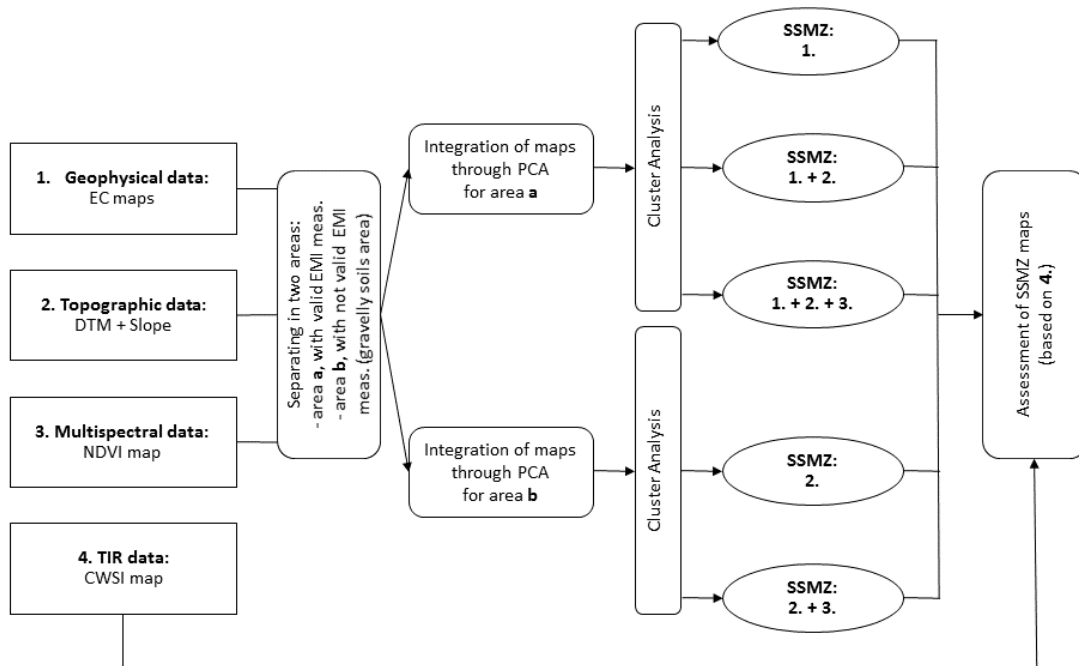 1. Geophysical data:
EC maps
2. Topographic data:
DTM + Slope
3. Multispectral data:
NDVI map
4. TIR data:
CWSI map
Separating in two areas:
- area a, with valid EMI meas.
- area b, with not valid EMI
meas. (gravelly soils area)
Integration of maps
through PCA
for area a
Integration of maps
through PCA
for area b
Cluster Analysis
Cluster Analysis
SSMZ:
1.
SSMZ:
1. + 2.
SSMZ:
1. + 2. + 3.
SSMZ:
2.
SSMZ:
2. + 3.
Assessment of SSMZ maps
(based on 4.)